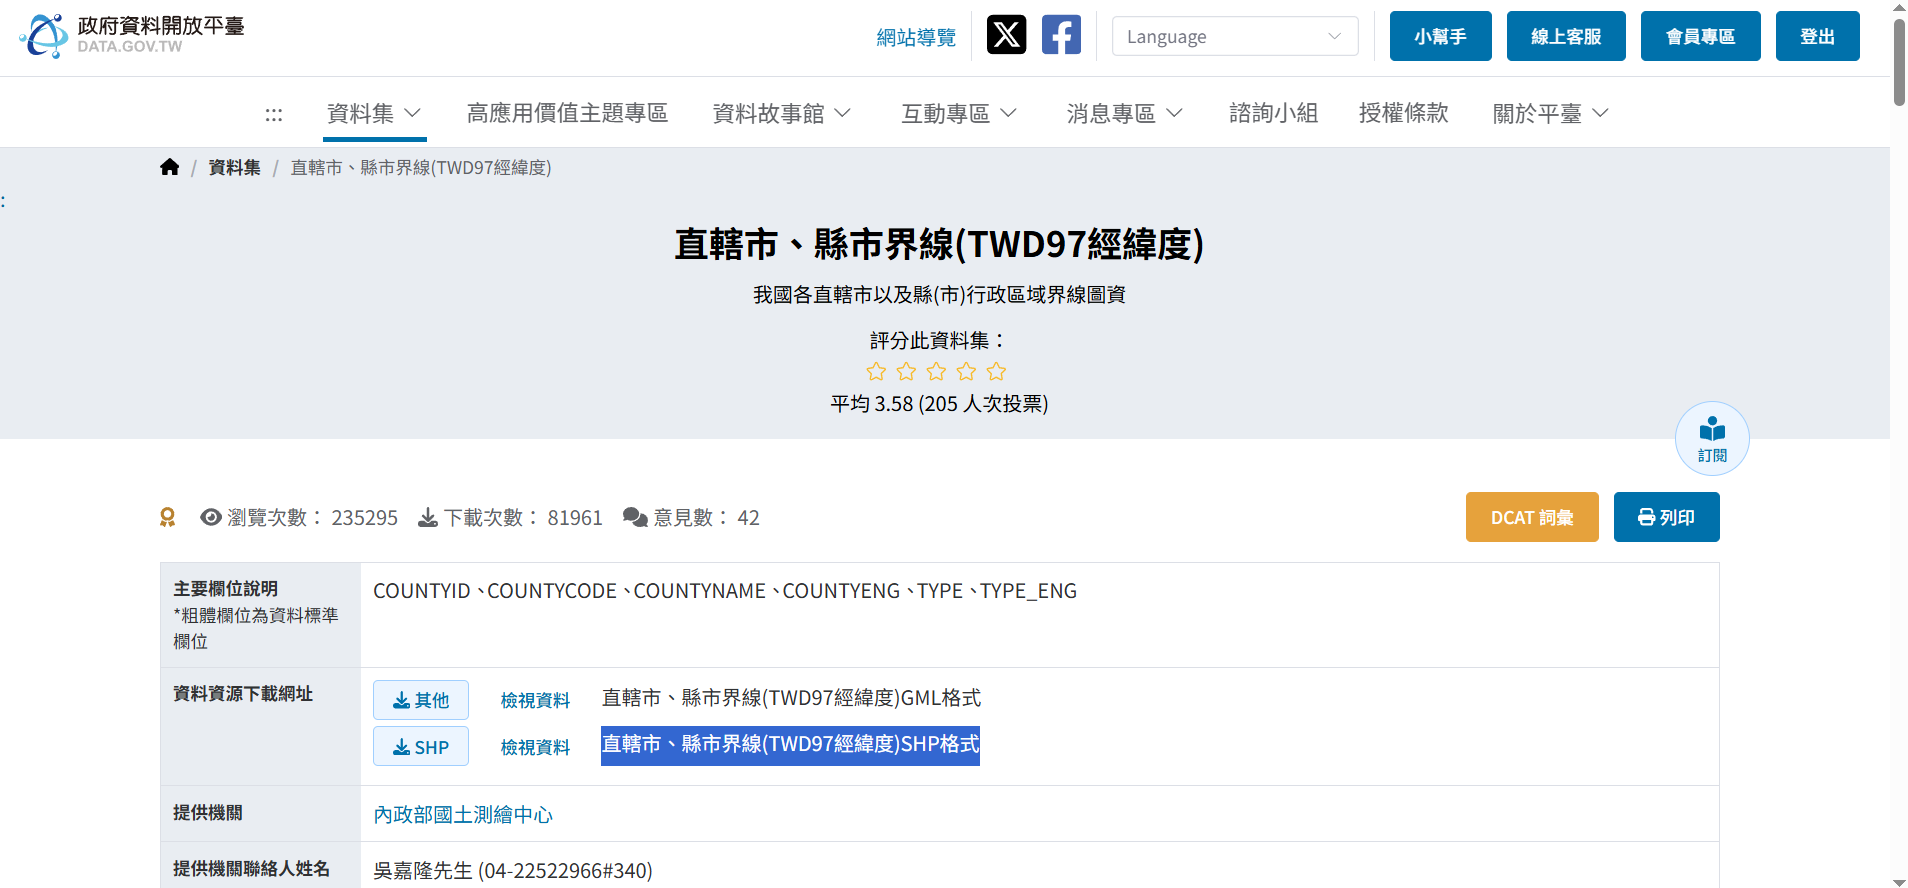 政府資料開放平臺
DATA.GOV.TW
網站導覽
Language
小幫手
線上客服
會員專區
登出
:::
資料集
高應用價值主題專區
資料故事館
互動專區
消息專區
諮詢小組
授權條款
關於平臺
/ 資料集 / 直轄市、縣市界線(TWD97經緯度)
:
直轄市、縣市界線(TWD97經緯度)
我國各直轄市以及縣(市)行政區域界線圖資
評分此資料集：
平均 3.58 (205 人次投票)
訂閱
瀏覽次數： 235295 下載次數： 81961 意見數： 42
DCAT 詞彙
列印
主要欄位說明
*粗體欄位為資料標準
欄位
COUNTYID、COUNTYCODE、COUNTYNAME、COUNTYENG、TYPE、TYPE_ENG
資料資源下載網址
其他 檢視資料 直轄市、縣市界線(TWD97經緯度)GML格式
SHP 檢視資料 直轄市、縣市界線(TWD97經緯度)SHP格式
提供機關
內政部國土測繪中心
提供機關聯絡人姓名
吳嘉隆先生 (04-22522966#340)